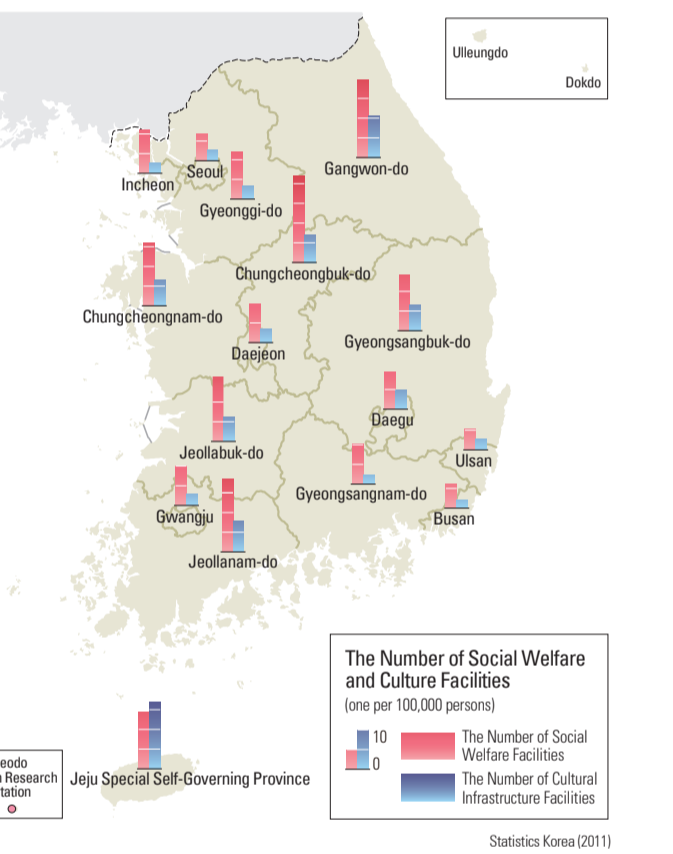 Ulleungdo
Dokdo
Incheon
Seoul
Gyeonggi-do
Gangwon-do
Chungcheongbuk-do
Chungcheongnam-do
Daejeon
Gyeongsangbuk-do
Daegu
Jeollabuk-do
Ulsan
Gyeongsangnam-do
Gwangju
Busan
Jeollanam-do
Jeju Special Self-Governing Province
eodo
Research
tation
The Number of Social Welfare
and Culture Facilities
(one per 100,000 persons)
10
0
The Number of Social
Welfare Facilities
The Number of Cultural
Infrastructure Facilities
Statistics Korea (2011)